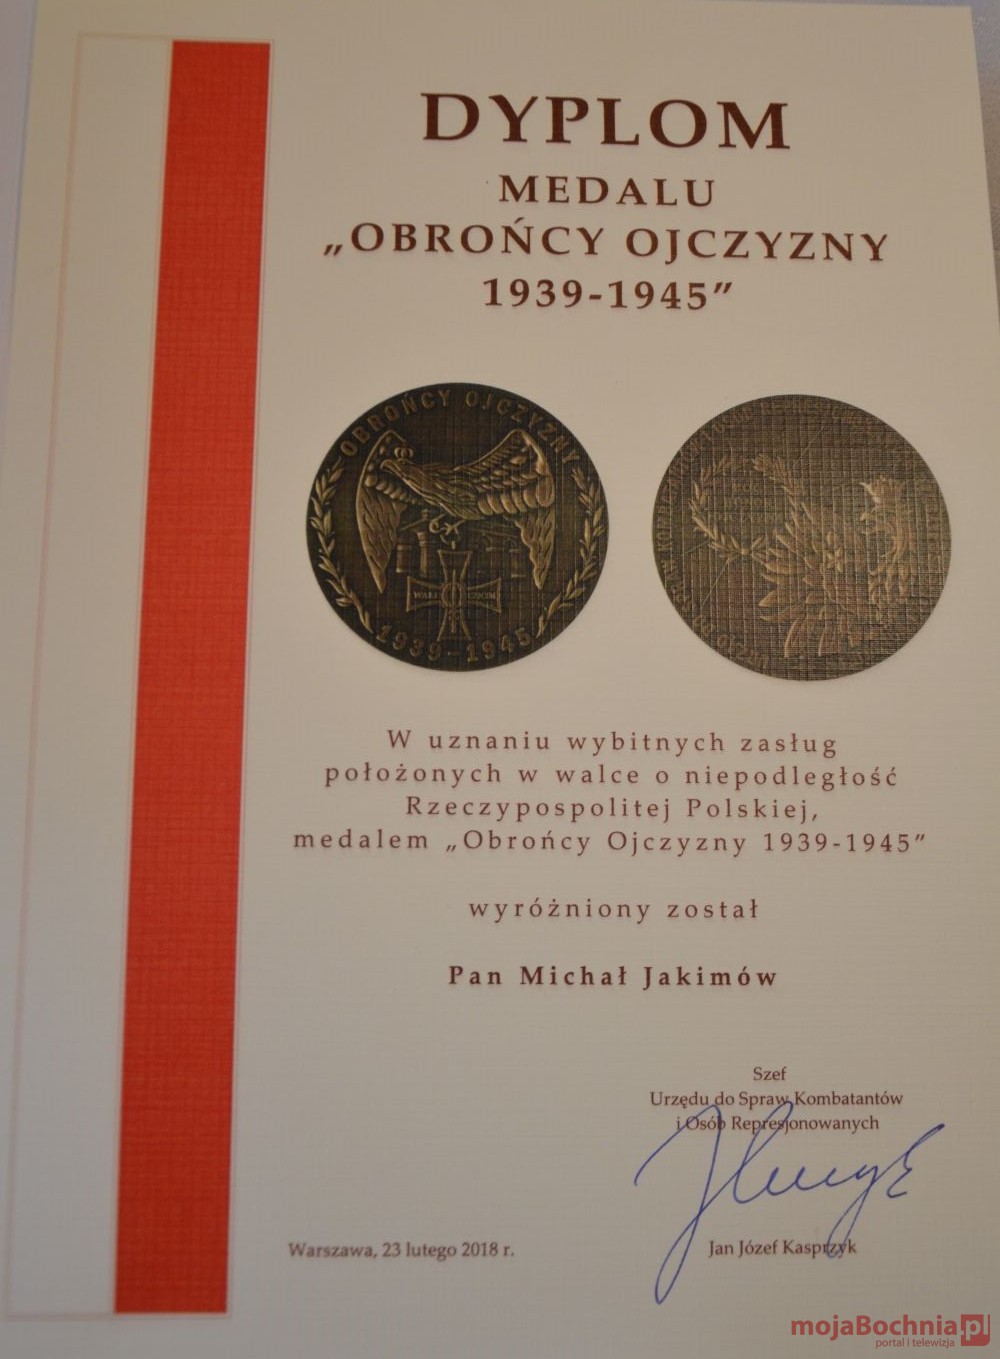 DYPLOM
MEDALU
„OBROŃCY OJCZYZNY
1939-1945”
OBROŃCY OJCZYZNY
1939-1945
W uznaniu wybitnych zasług
położonych w walce o niepodległość
Rzeczypospolitej Polskiej,
medalem „Obrońcy Ojczyzny 1939-1945”
wyróżniony został
Pan Michał Jakimów
Szef
Urzędu do Spraw Kombatantów
i Osób Represjonowanych
Warszawa, 23 lutego 2018 r.
Jan Józef Kasprzyk
mojaBochnia.pl
portal i telewizja